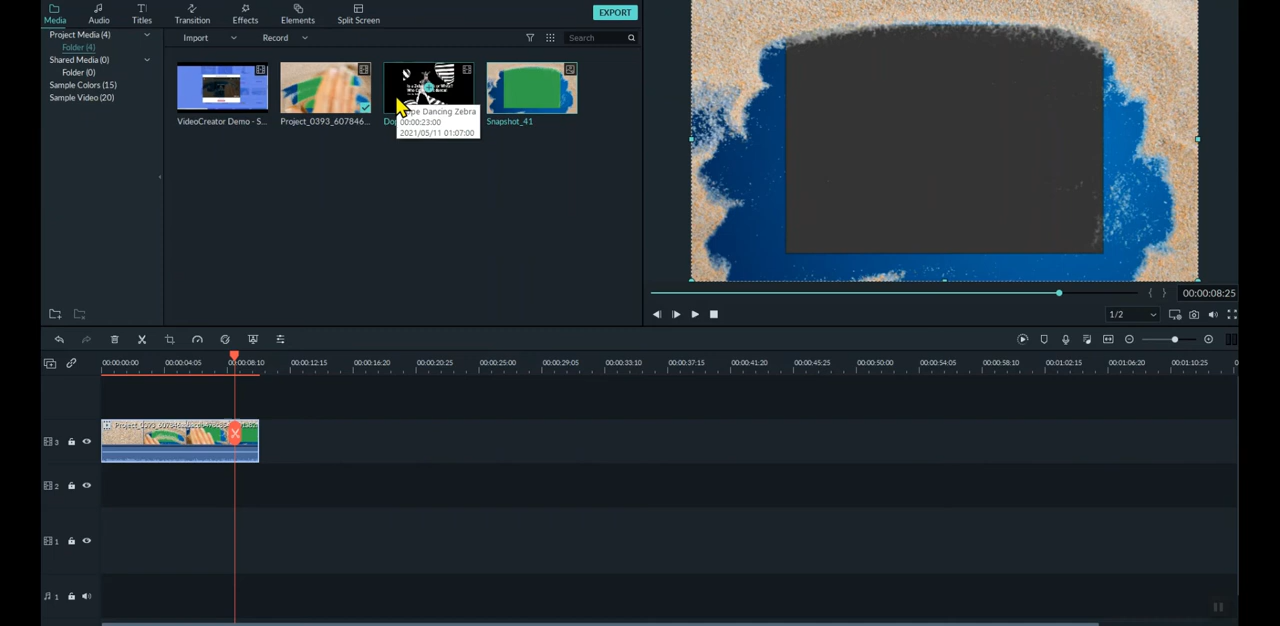 Media Audio Titles Transition Effects Elements Split Screen EXPORT
Project Media (4)
Folder (4)
Shared Media (0)
Folder (0)
Sample Colors (15)
Sample Video (20)
Import Record Search
VideoCreator Demo - S... Project_0393_607846... Snapshot_41
Dancing Zebra
00:00:23:00
2021/05/11 01:07:00
00:00:08:25
1/2
00:00:00:00 00:00:04:05 00:00:08:10 00:00:12:15 00:00:16:20 00:00:20:25 00:00:25:00 00:00:29:05 00:00:33:10 00:00:37:15 00:00:41:20 00:00:45:25 00:00:50:00 00:00:54:05 00:00:58:10 00:01:02:15 00:01:06:20 00:01:10:25
3
2
1
1